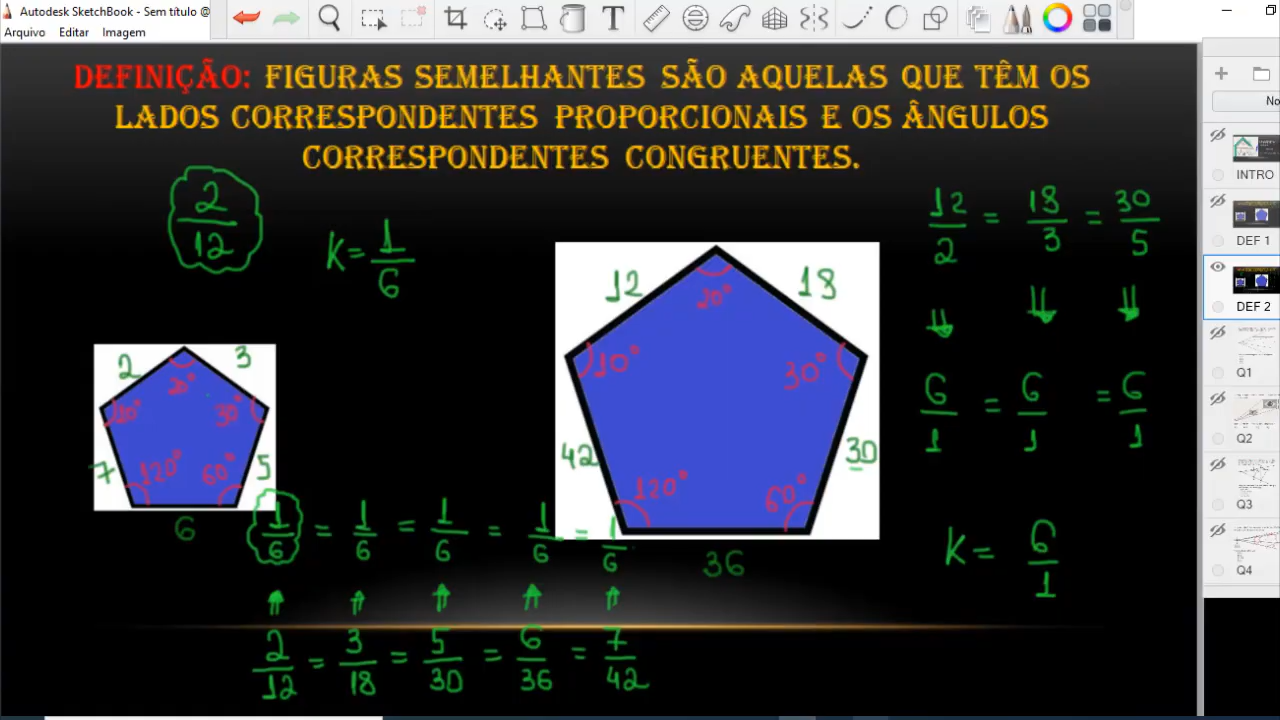 Autodesk SketchBook - Sem título @
Arquivo Editar Imagem
DEFINIÇÃO: FIGURAS SEMELHANTES SÃO AQUELAS QUE TÊM OS
LADOS CORRESPONDENTES PROPORCIONAIS E OS ÂNGULOS
CORRESPONDENTES CONGRUENTES.
2/12
K = 1/6
12/2 = 18/3 = 30/5
6/1 = 6/1 = 6/1
K = 6/1
2 3
30°
120° 60°
7 5
6
12 18
10° 30°
42 30
120° 60°
36
1/6 = 1/6 = 1/6 = 1/6 = 1/6
2/12 = 3/18 = 5/30 = 6/36 = 7/42
No
INTRO
DEF 1
DEF 2
Q1
Q2
Q3
Q4